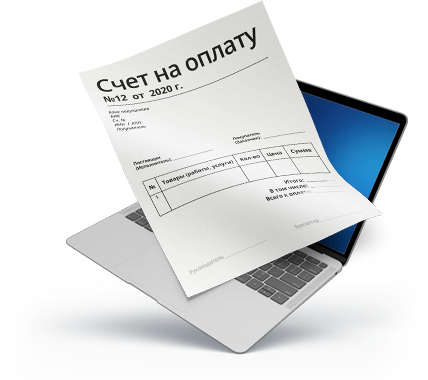 Счет на оплату
№12 от 2020 г.
Банк получателя
БИК
Сч. №
ИНН / КПП
Получатель
Поставщик
(Исполнитель):
Покупатель
(Заказчик):
№ Товары (работы, услуги) Кол-во Цена Сумма
1
Итого:
В том числе:
Всего к оплате:
Руководитель
Бухгалтер